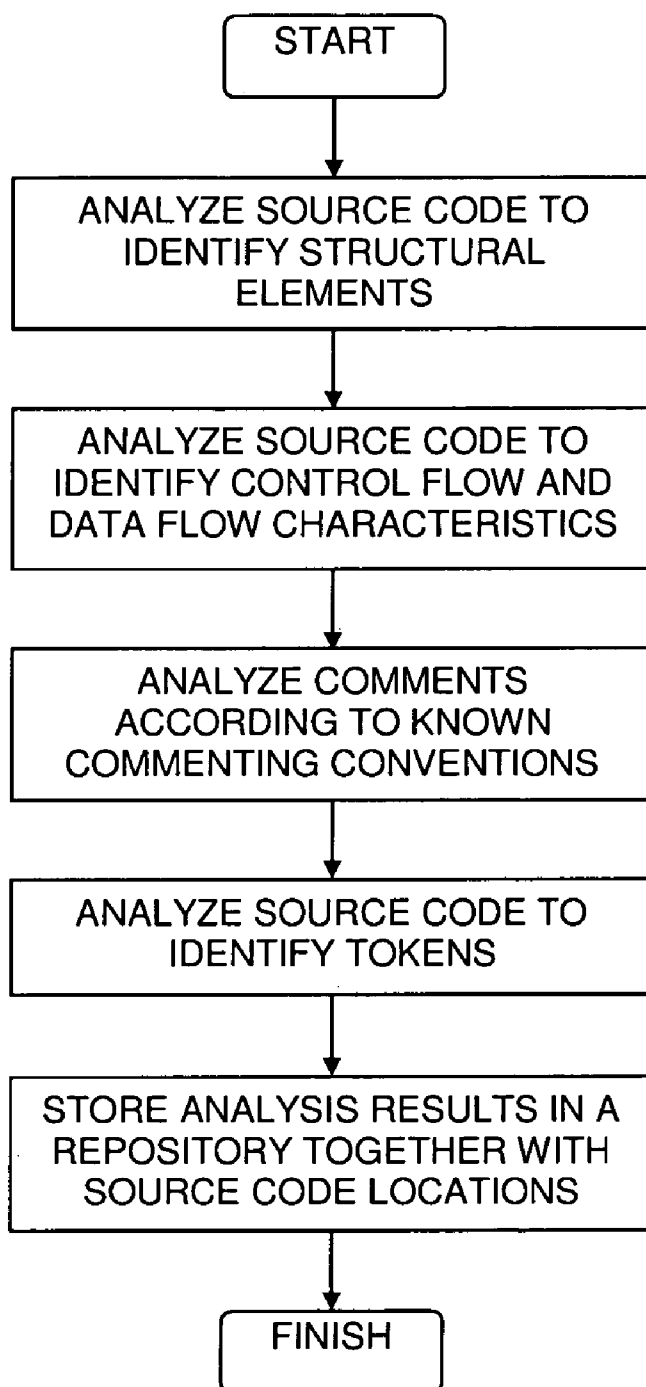 START
ANALYZE SOURCE CODE TO
IDENTIFY STRUCTURAL
ELEMENTS
ANALYZE SOURCE CODE TO
IDENTIFY CONTROL FLOW AND
DATA FLOW CHARACTERISTICS
ANALYZE COMMENTS
ACCORDING TO KNOWN
COMMENTING CONVENTIONS
ANALYZE SOURCE CODE TO
IDENTIFY TOKENS
STORE ANALYSIS RESULTS IN A
REPOSITORY TOGETHER WITH
SOURCE CODE LOCATIONS
FINISH